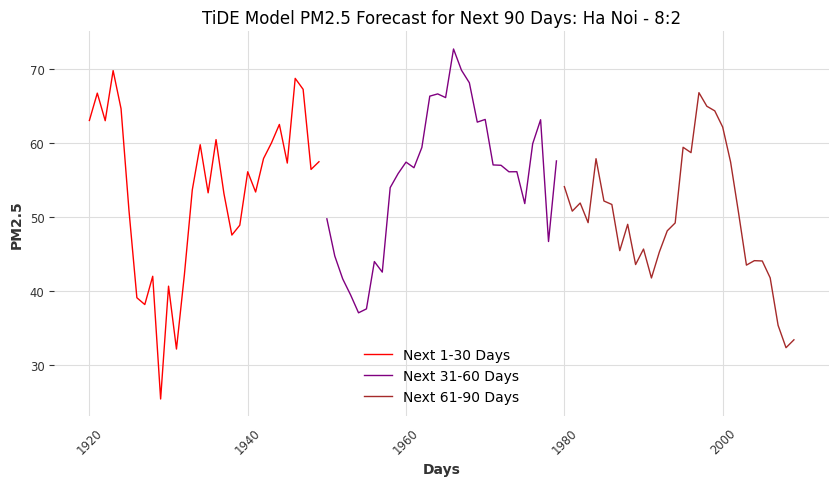 TiDE Model PM2.5 Forecast for Next 90 Days: Ha Noi - 8:2
PM2.5
70
60
50
40
30
Next 1-30 Days
Next 31-60 Days
Next 61-90 Days
1920
1940
1960
1980
2000
Days